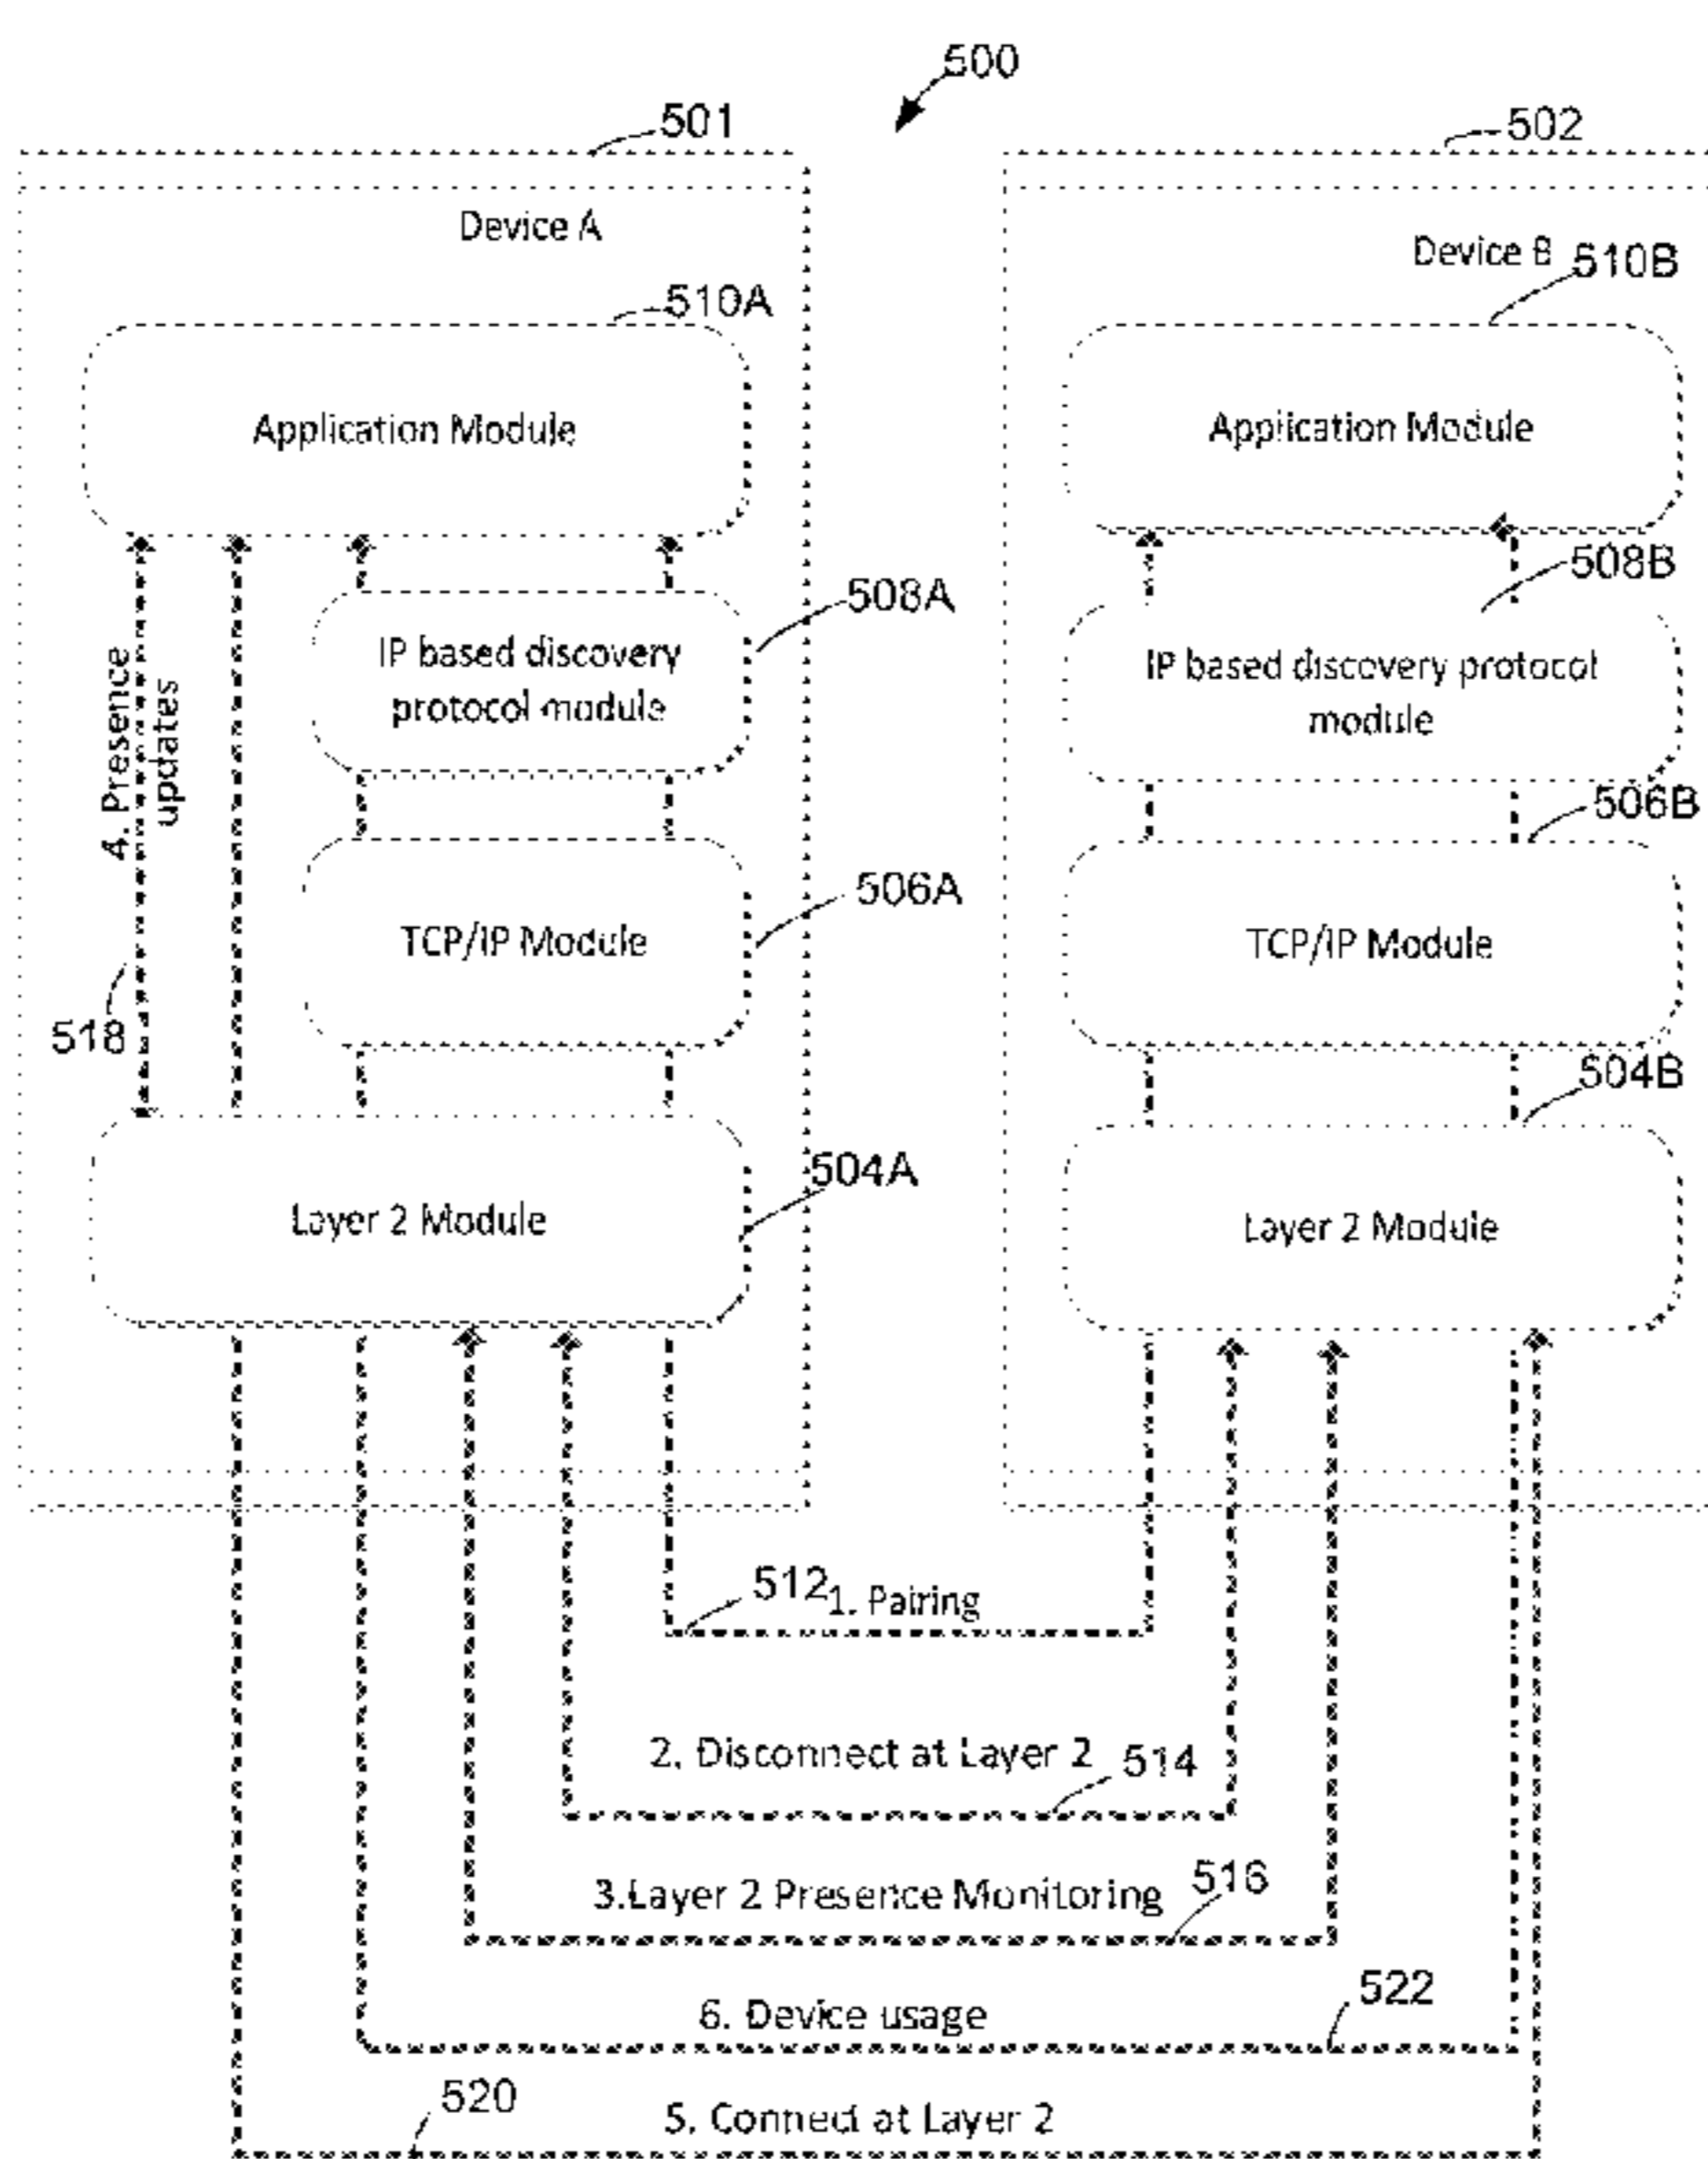 500
501
502
Device A
Device B
510B
510A
Application Module
Application Module
508B
508A
IP based discovery
protocol module
IP based discovery protocol
module
4. Presence
updates
506B
506A
TCP/IP Module
TCP/IP Module
518
504B
504A
Layer 2 Module
Layer 2 Module
512
1. Pairing
2. Disconnect at Layer 2
514
3.Layer 2 Presence Monitoring
516
522
6. Device usage
520
5. Connect at Layer 2